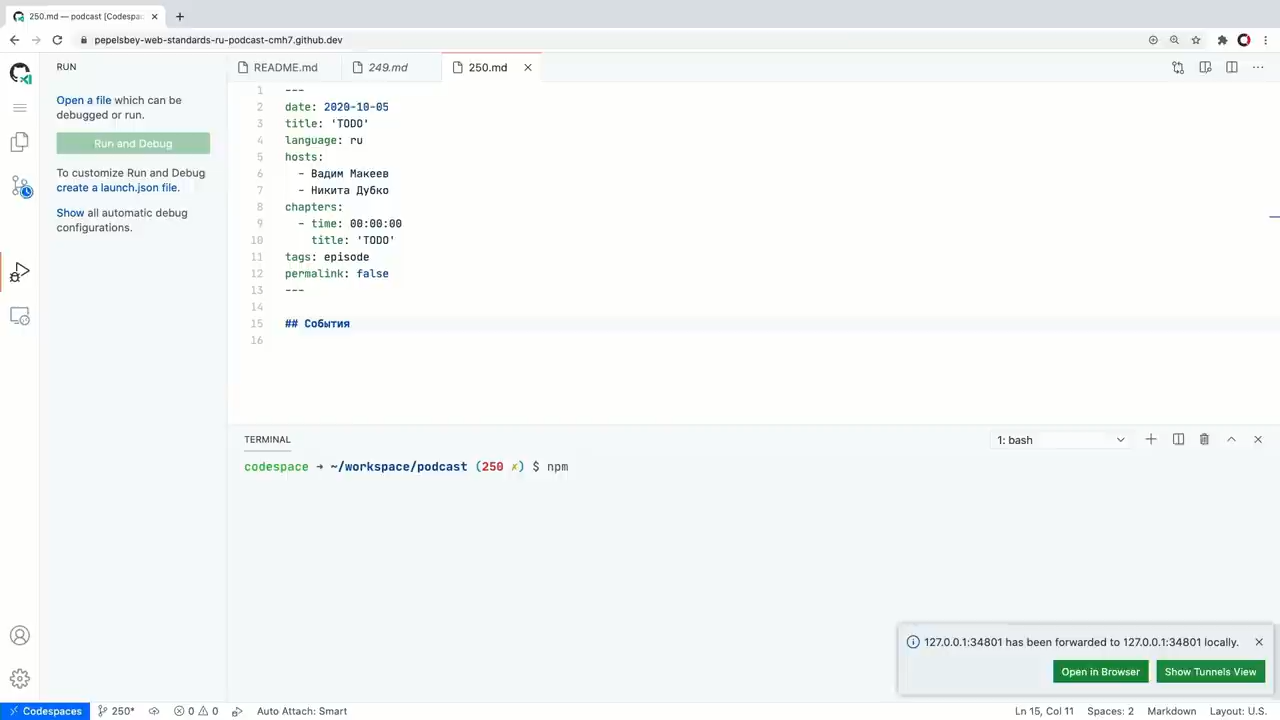 250.md — podcast [Codespac
pepelsbey-web-standards-ru-podcast-cmh7.github.dev
RUN
Open a file which can be
debugged or run.
Run and Debug
To customize Run and Debug
create a launch.json file.
Show all automatic debug
configurations.
README.md
249.md
250.md
1 ---
2 date: 2020-10-05
3 title: 'TODO'
4 language: ru
5 hosts:
6 - Вадим Макеев
7 - Никита Дубко
8 chapters:
9 - time: 00:00:00
10 title: 'TODO'
11 tags: episode
12 permalink: false
13 ---
14
15 ## События
16
TERMINAL
1: bash
codespace → ~/workspace/podcast (250 ✗) $ npm
127.0.0.1:34801 has been forwarded to 127.0.0.1:34801 locally.
Open in Browser
Show Tunnels View
Codespaces
250*
0 0
Auto Attach: Smart
Ln 15, Col 11
Spaces: 2
Markdown
Layout: U.S.